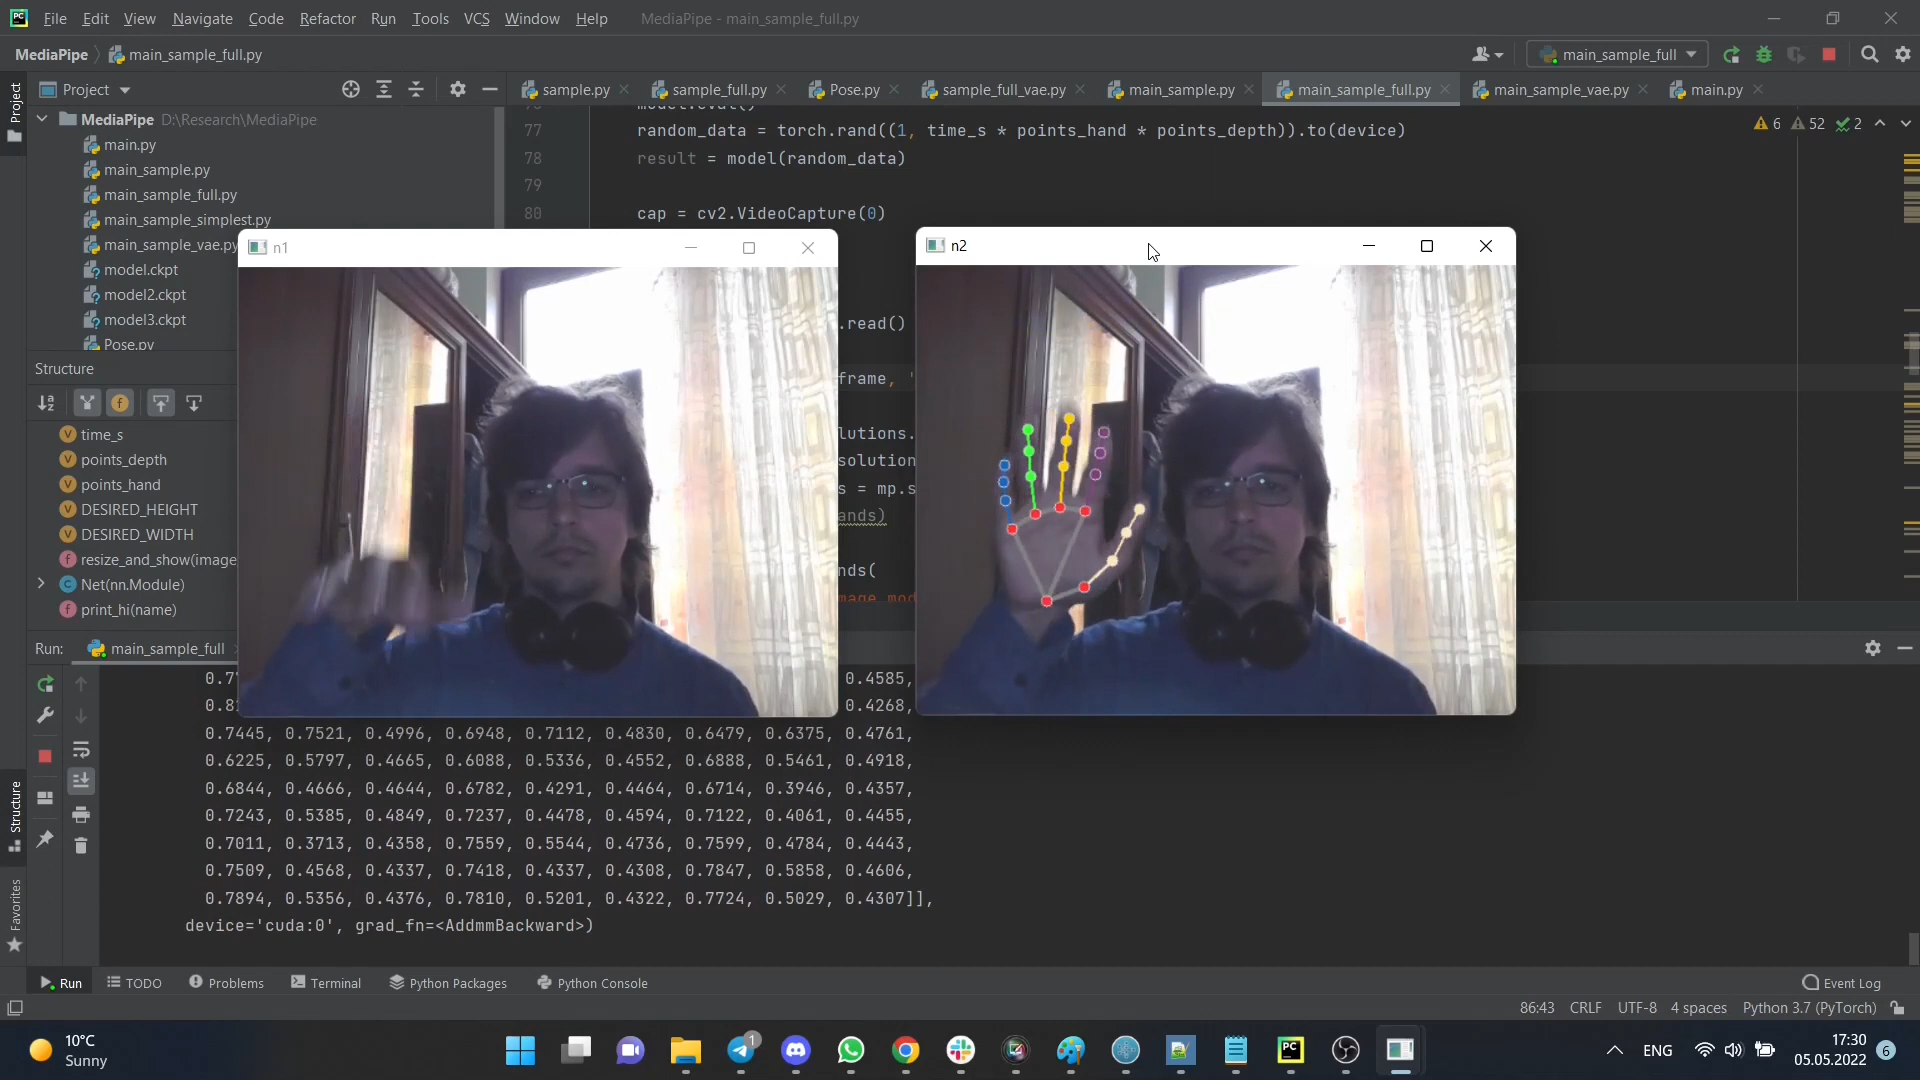 File Edit View Navigate Code Refactor Run Tools VCS Window Help MediaPipe - main_sample_full.py
MediaPipe main_sample_full.py main_sample_full
Project sample.py sample_full.py Pose.py sample_full_vae.py main_sample.py main_sample_full.py main_sample_vae.py main.py
Project
MediaPipe D:\Research\MediaPipe
main.py
main_sample.py
main_sample_full.py
main_sample_simplest.py
main_sample_vae.py
model.ckpt
model2.ckpt
model3.ckpt
Pose.py
6 52 2
model.eval()
77 random_data = torch.rand((1, time_s * points_hand * points_depth)).to(device)
78 result = model(random_data)
79
80 cap = cv2.VideoCapture(0)
.read()
frame, '
lutions.
solution
s = mp.s
ands)
nds(
n1
n2
Structure
time_s
points_depth
points_hand
DESIRED_HEIGHT
DESIRED_WIDTH
resize_and_show(image
Net(nn.Module)
print_hi(name)
Run: main_sample_full
0.4585,
0.4268,
0.7445, 0.7521, 0.4996, 0.6948, 0.7112, 0.4830, 0.6479, 0.6375, 0.4761,
0.6225, 0.5797, 0.4665, 0.6088, 0.5336, 0.4552, 0.6888, 0.5461, 0.4918,
0.6844, 0.4666, 0.4644, 0.6782, 0.4291, 0.4464, 0.6714, 0.3946, 0.4357,
0.7243, 0.5385, 0.4849, 0.7237, 0.4478, 0.4594, 0.7122, 0.4061, 0.4455,
0.7011, 0.3713, 0.4358, 0.7559, 0.5544, 0.4736, 0.7599, 0.4784, 0.4443,
0.7509, 0.4568, 0.4337, 0.7418, 0.4337, 0.4308, 0.7847, 0.5858, 0.4606,
0.7894, 0.5356, 0.4376, 0.7810, 0.5201, 0.4322, 0.7724, 0.5029, 0.4307]],
device='cuda:0', grad_fn=<AddmmBackward>)
Structure
Favorites
Run TODO Problems Terminal Python Packages Python Console Event Log
86:43 CRLF UTF-8 4 spaces Python 3.7 (PyTorch)
10°C
Sunny
1
ENG
17:30
05.05.2022
6